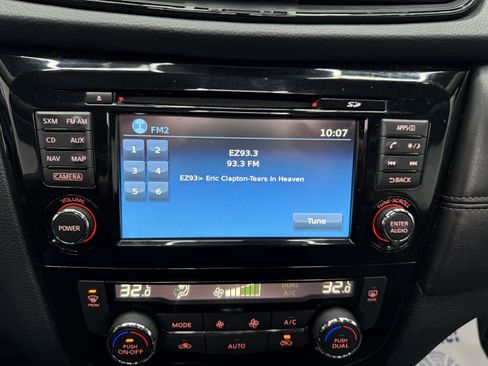 SD
SXM FM-AM
CD AUX
NAV MAP
CAMERA
VOLUME
POWER
FM2 10:07
1 2
3 4
5 6
EZ93.3
93.3 FM
EZ93> Eric Clapton-Tears In Heaven
Tune
APPS
BACK
TUNE·SCROLL
ENTER
AUDIO
32.0 DUAL 32.0
A/C
FRONT REAR
MODE A/C
AUTO
PUSH
ON-OFF
PUSH
DUAL